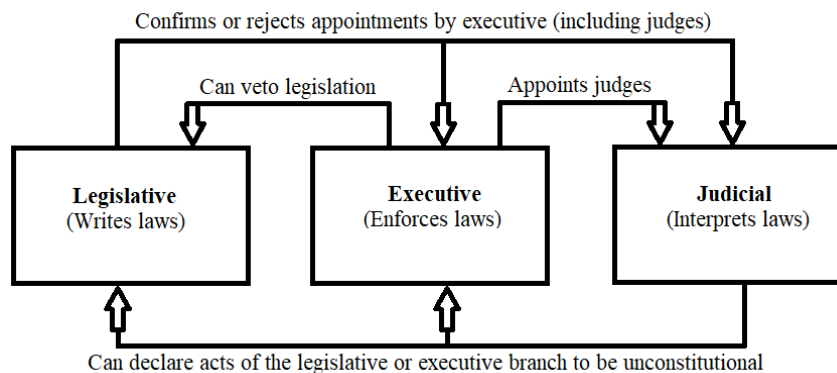 Confirms or rejects appointments by executive (including judges)
Can veto legislation
Appoints judges
Legislative
(Writes laws)
Executive
(Enforces laws)
Judicial
(Interprets laws)
Can declare acts of the legislative or executive branch to be unconstitutional